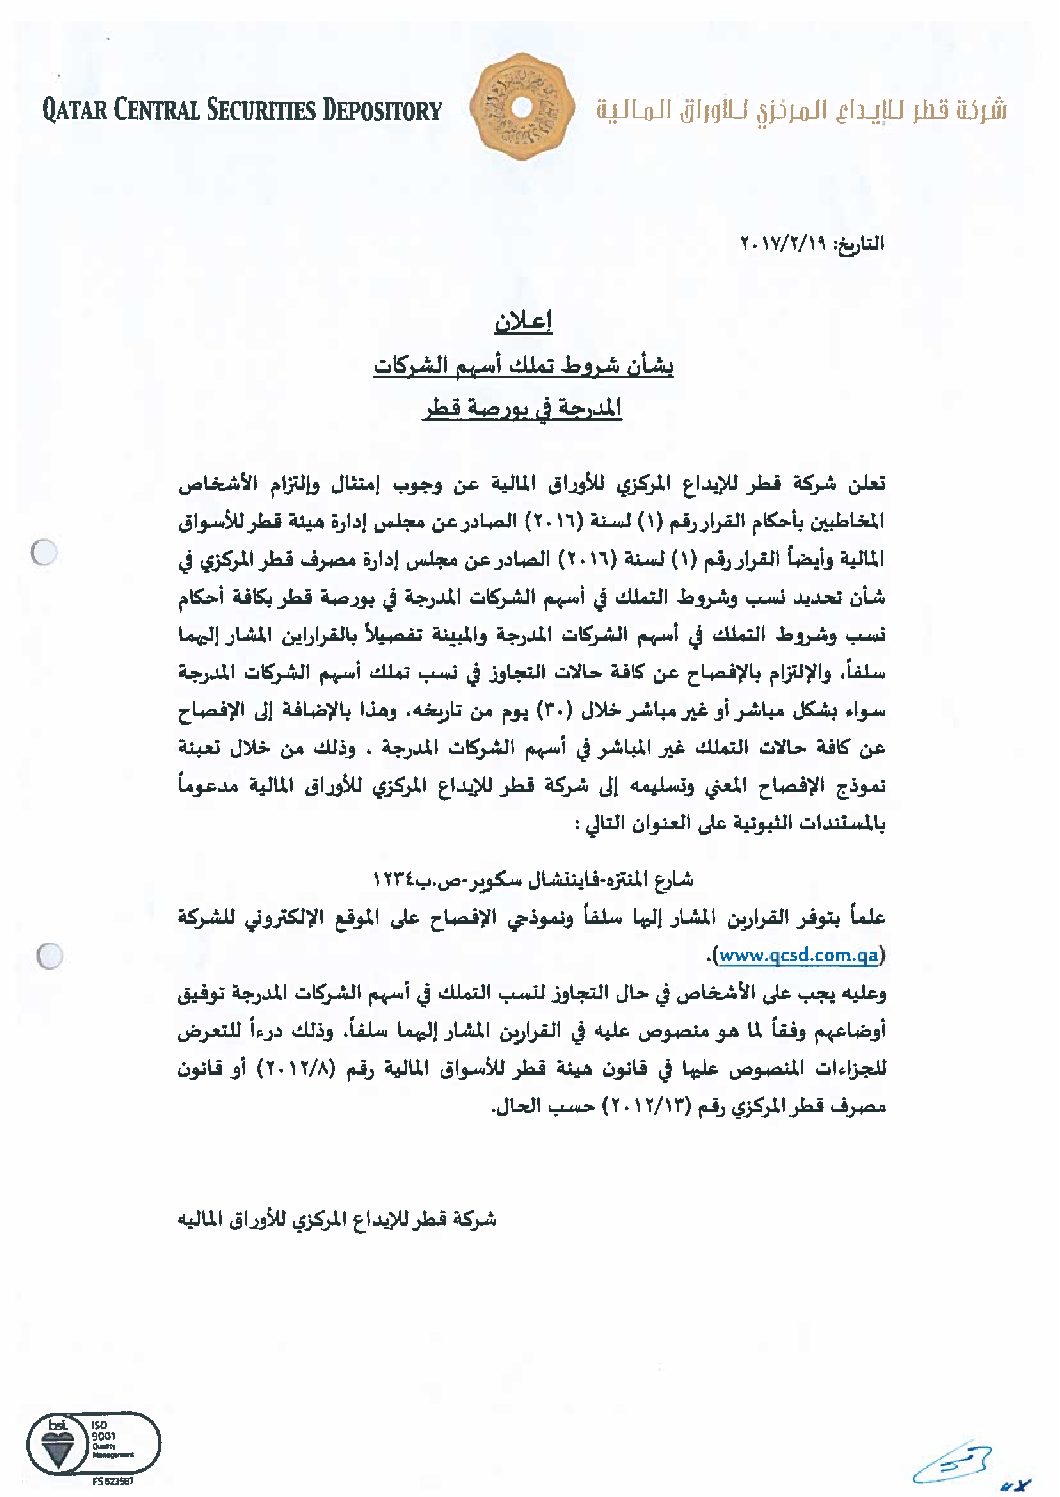 QATAR CENTRAL SECURITIES DEPOSITORY
شركة قطر للإيداع المركزي للأوراق المالية
التاريخ: ٢٠١٧/٢/١٩
إعلان
بشأن شروط تملك أسهم الشركات
المدرجة في بورصة قطر
تعلن شركة قطر للإيداع المركزي للأوراق المالية عن وجوب إمتثال وإلتزام الأشخاص
المخاطبين بأحكام القرار رقم (١) لسنة (٢٠١٦) الصادر عن مجلس إدارة هيئة قطر للأسواق
المالية وأيضاً القرار رقم (١) لسنة (٢٠١٦) الصادر عن مجلس إدارة مصرف قطر المركزي في
شأن تحديد نسب وشروط التملك في أسهم الشركات المدرجة في بورصة قطر بكافة أحكام
نسب وشروط التملك في أسهم الشركات المدرجة والمبينة تفصيلاً بالقراراين المشار إليهما
سلفاً، والإلتزام بالإفصاح عن كافة حالات التجاوز في نسب تملك أسهم الشركات المدرجة
سواء بشكل مباشر أو غير مباشر خلال (٣٠) يوم من تاريخه، وهذا بالإضافة إلى الإفصاح
عن كافة حالات التملك غير المباشر في أسهم الشركات المدرجة ، وذلك من خلال تعبئة
نموذج الإفصاح المعني وتسليمه إلى شركة قطر للإيداع المركزي للأوراق المالية مدعوماً
بالمستندات الثبوتية على العنوان التالي :
شارع المنتزه-فايننشال سكوير-ص.ب١٢٣٤
علماً بتوفر القرارين المشار إليها سلفاً ونموذجي الإفصاح على الموقع الإلكتروني للشركة
(www.qcsd.com.qa).
وعليه يجب على الأشخاص في حال التجاوز لنسب التملك في أسهم الشركات المدرجة توفيق
أوضاعهم وفقاً لما هو منصوص عليه في القرارين المشار إليهما سلفاً، وذلك درءاً للتعرض
للجزاءات المنصوص عليها في قانون هيئة قطر للأسواق المالية رقم (٢٠١٢/٨) أو قانون
مصرف قطر المركزي رقم (٢٠١٢/١٣) حسب الحال.
شركة قطر للإيداع المركزي للأوراق الماليه
bsi.
ISO
9001
Quality
Management
FS 623587